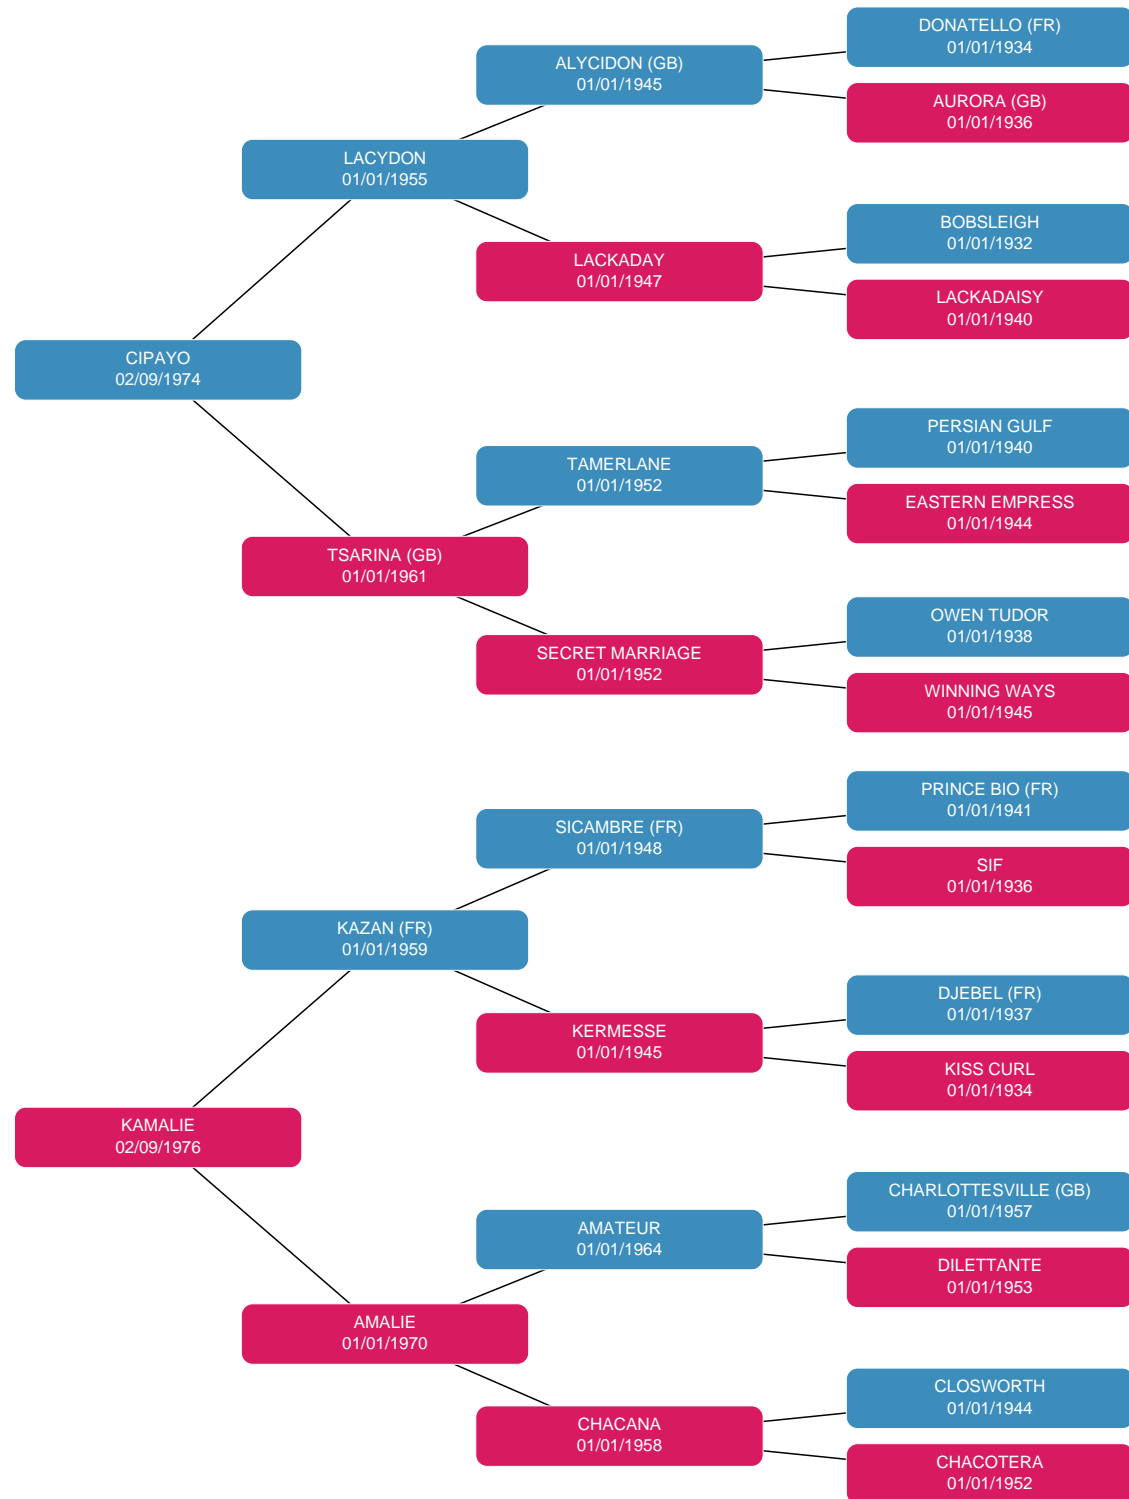 DONATELLO (FR)
01/01/1934
ALYCIDON (GB)
01/01/1945
AURORA (GB)
01/01/1936
LACYDON
01/01/1955
BOBSLEIGH
01/01/1932
LACKADAY
01/01/1947
LACKADAISY
01/01/1940
CIPAYO
02/09/1974
PERSIAN GULF
01/01/1940
TAMERLANE
01/01/1952
EASTERN EMPRESS
01/01/1944
TSARINA (GB)
01/01/1961
OWEN TUDOR
01/01/1938
SECRET MARRIAGE
01/01/1952
WINNING WAYS
01/01/1945
PRINCE BIO (FR)
01/01/1941
SICAMBRE (FR)
01/01/1948
SIF
01/01/1936
KAZAN (FR)
01/01/1959
DJEBEL (FR)
01/01/1937
KERMESSE
01/01/1945
KISS CURL
01/01/1934
KAMALIE
02/09/1976
CHARLOTTESVILLE (GB)
01/01/1957
AMATEUR
01/01/1964
DILETTANTE
01/01/1953
AMALIE
01/01/1970
CLOSWORTH
01/01/1944
CHACANA
01/01/1958
CHACOTERA
01/01/1952